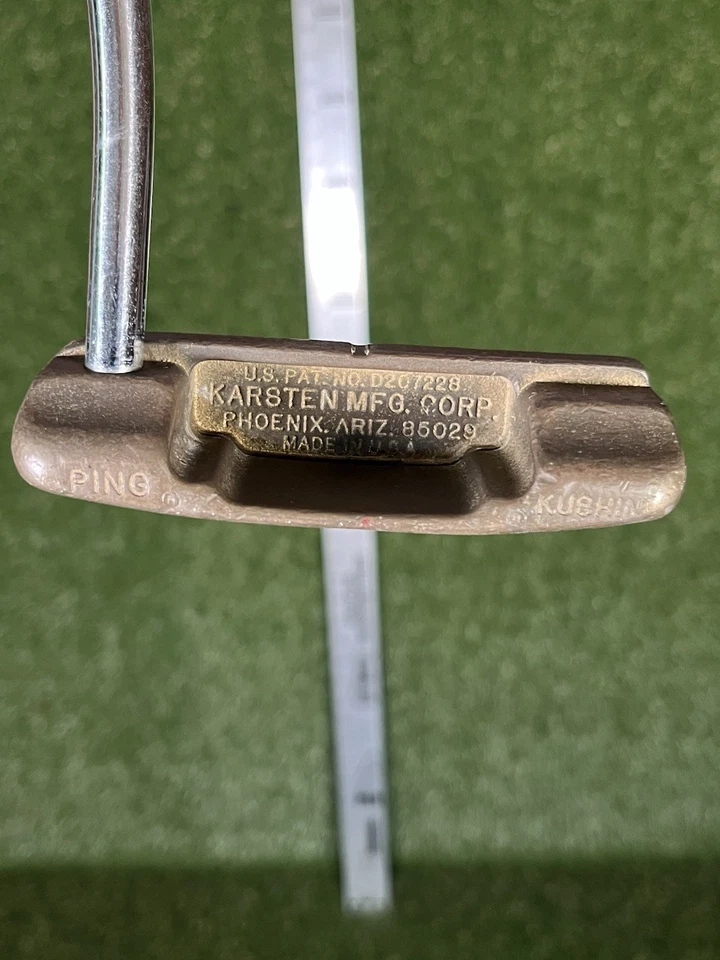 U.S. PAT. NO. D207228
KARSTEN MFG. CORP.
PHOENIX, ARIZ. 85029
MADE IN U.S.A.
PING
KUSHIN